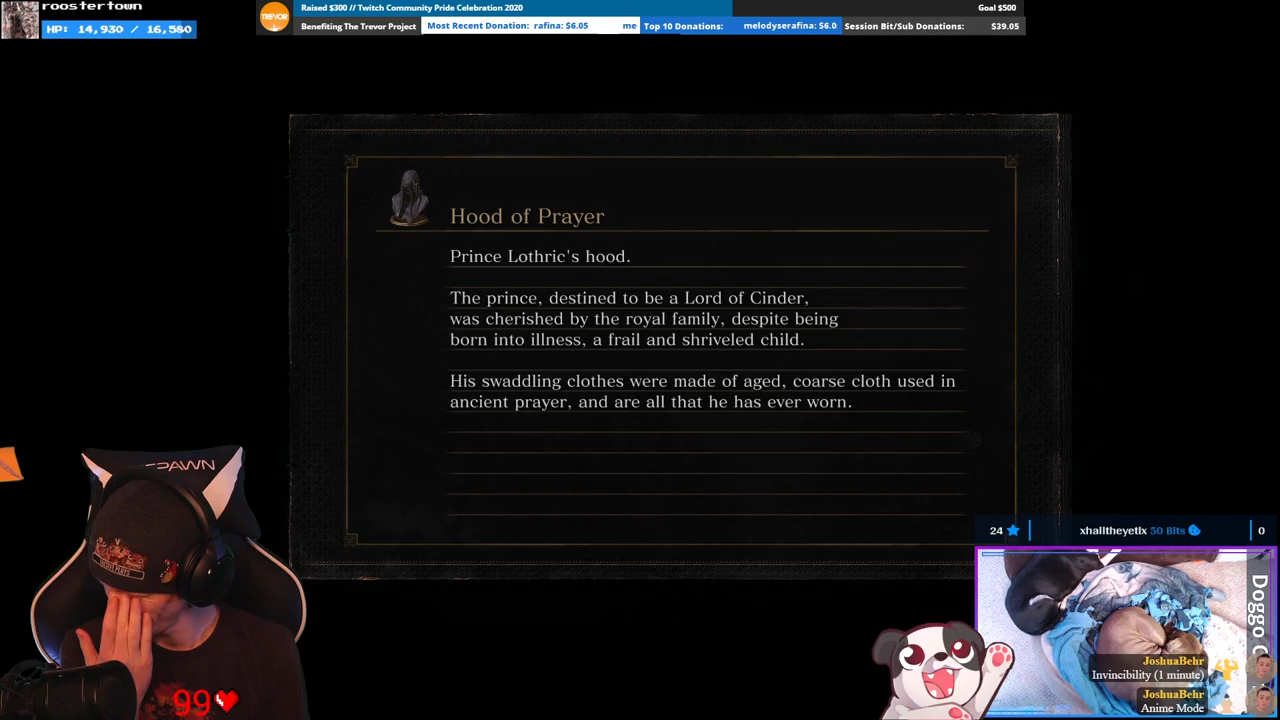 roostertown
HP: 14,930 / 16,580
TREVOR
Raised $300 // Twitch Community Pride Celebration 2020
Goal $500
Benefiting The Trevor Project
Most Recent Donation: rafina: $6.05 me
Top 10 Donations: melodyserafina: $6.0
Session Bit/Sub Donations: $39.05
Hood of Prayer
Prince Lothric's hood.
The prince, destined to be a Lord of Cinder,
was cherished by the royal family, despite being
born into illness, a frail and shriveled child.
His swaddling clothes were made of aged, coarse cloth used in
ancient prayer, and are all that he has ever worn.
99
24
xhalltheyetix 50 Bits
0
Doggo
JoshuaBehr
Invincibility (1 minute)
JoshuaBehr
Anime Mode